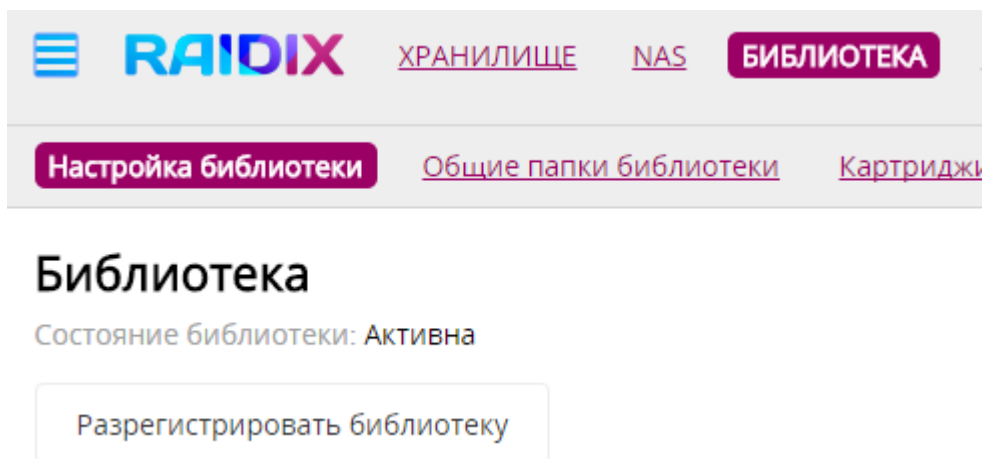 RAIDIX ХРАНИЛИЩЕ NAS БИБЛИОТЕКА
Настройка библиотеки Общие папки библиотеки Картриджи
Библиотека
Состояние библиотеки: Активна
Разрегистрировать библиотеку